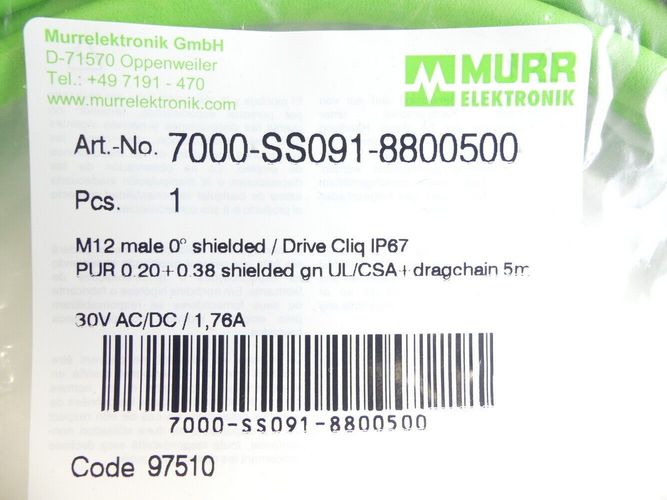 Murrelektronik GmbH
D-71570 Oppenweiler
Tel.: +49 7191 - 470
www.murrelektronik.com
MURR
ELEKTRONIK
Art.-No. 7000-SS091-8800500
Pcs. 1
M12 male 0° shielded / Drive Cliq IP67
PUR 0.20+0.38 shielded gn UL/CSA+dragchain 5m
30V AC/DC / 1,76A
7000-SS091-8800500
Code 97510